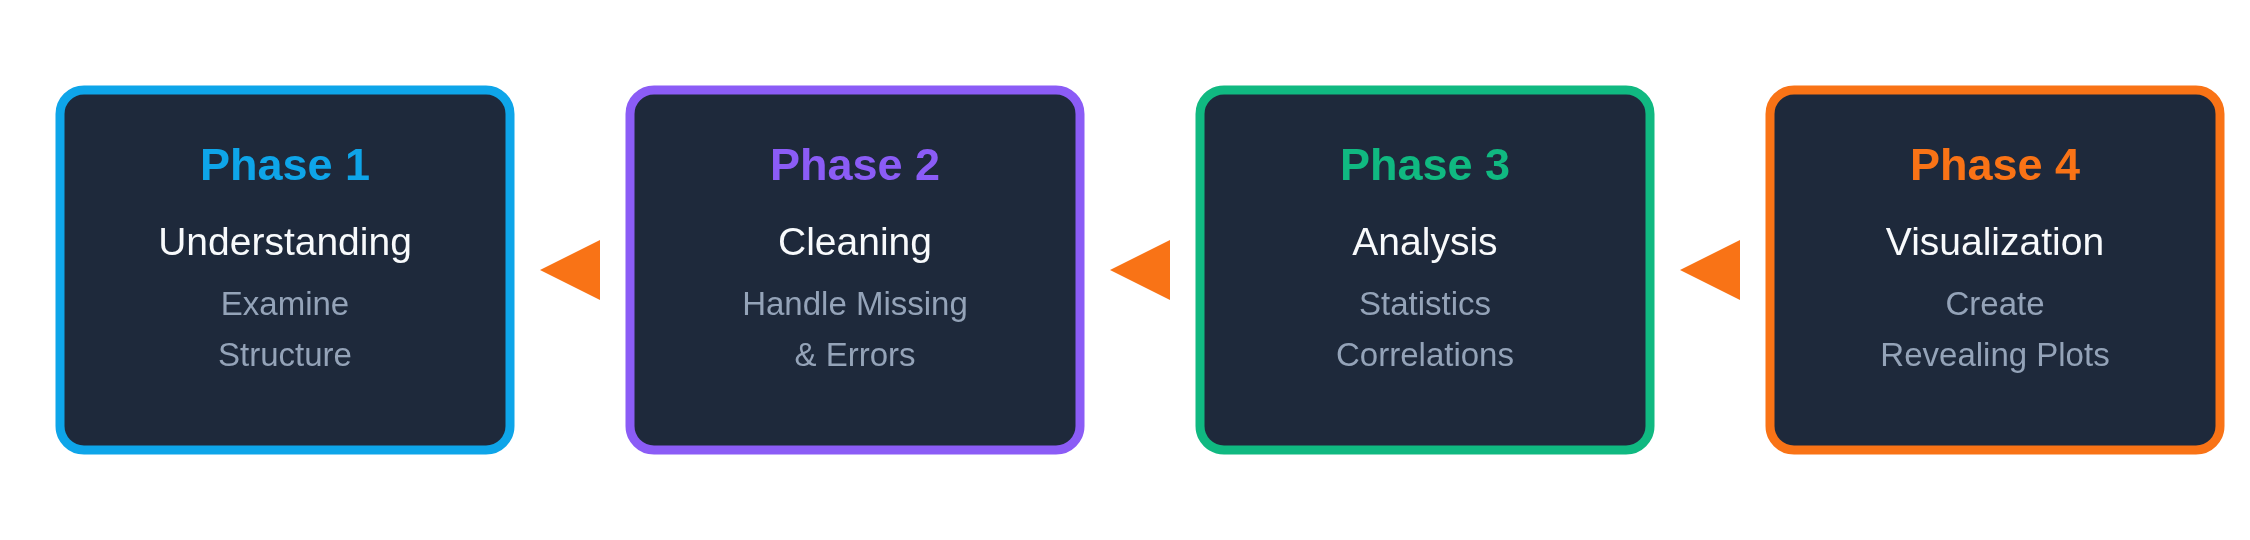 Phase 1
Understanding
Examine
Structure
Phase 2
Cleaning
Handle Missing
& Errors
Phase 3
Analysis
Statistics
Correlations
Phase 4
Visualization
Create
Revealing Plots